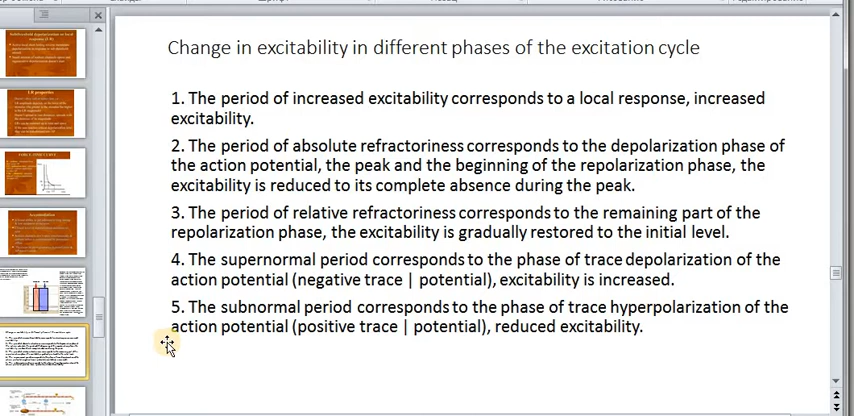 Change in excitability in different phases of the excitation cycle
1. The period of increased excitability corresponds to a local response, increased
excitability.
2. The period of absolute refractoriness corresponds to the depolarization phase of
the action potential, the peak and the beginning of the repolarization phase, the
excitability is reduced to its complete absence during the peak.
3. The period of relative refractoriness corresponds to the remaining part of the
repolarization phase, the excitability is gradually restored to the initial level.
4. The supernormal period corresponds to the phase of trace depolarization of the
action potential (negative trace | potential), excitability is increased.
5. The subnormal period corresponds to the phase of trace hyperpolarization of the
action potential (positive trace | potential), reduced excitability.